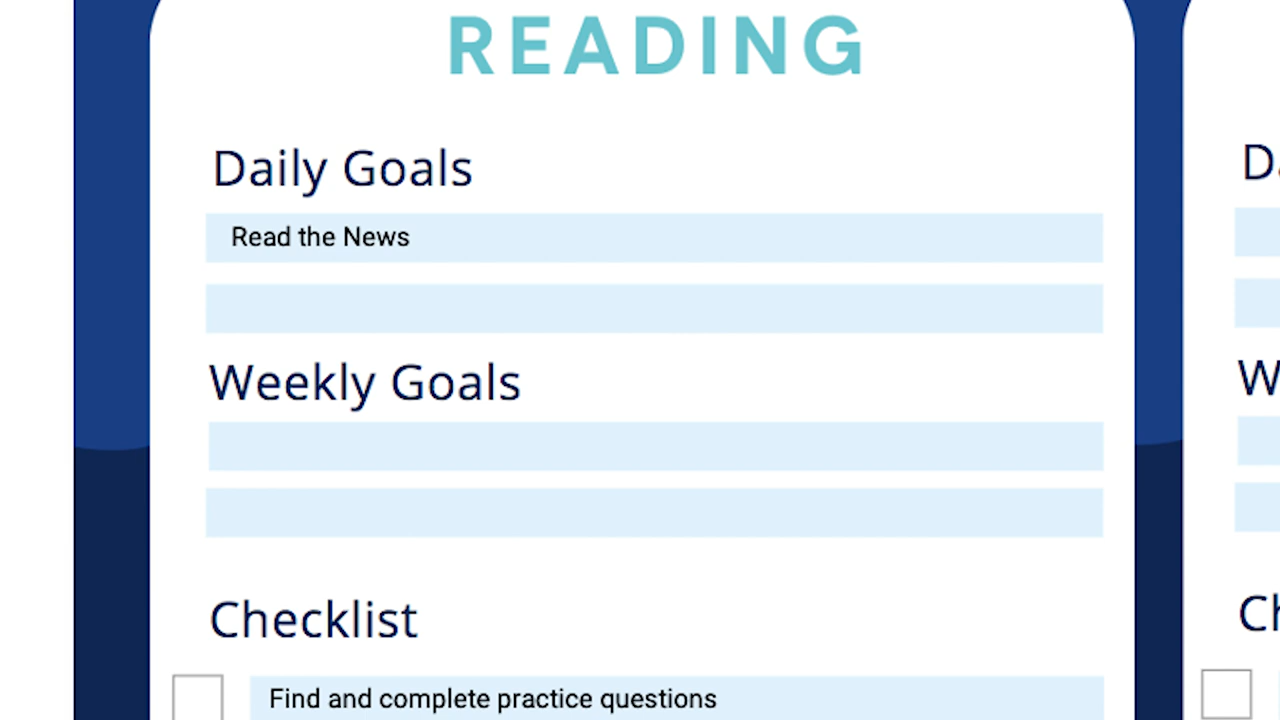 READING
Daily Goals
Read the News
Weekly Goals
Checklist
Find and complete practice questions